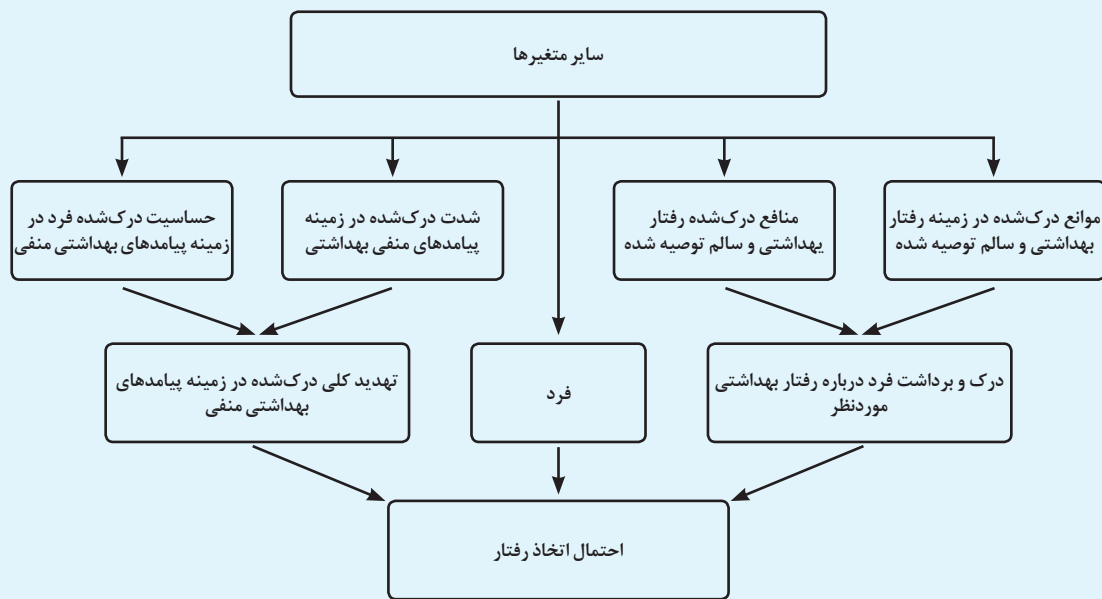 سایر متغیرها
موانع درک‌شده در زمینه رفتار
بهداشتی و سالم توصیه شده
منافع درک‌شده رفتار
یهداشتی و سالم توصیه شده
شدت درک‌شده در زمینه
پیامدهای منفی بهداشتی
حساسیت درک‌شده فرد در
زمینه پیامدهای بهداشتی منفی
درک و برداشت فرد درباره رفتار بهداشتی
موردنظر
فرد
تهدید کلی درک‌شده در زمینه پیامدهای
بهداشتی منفی
احتمال اتخاذ رفتار